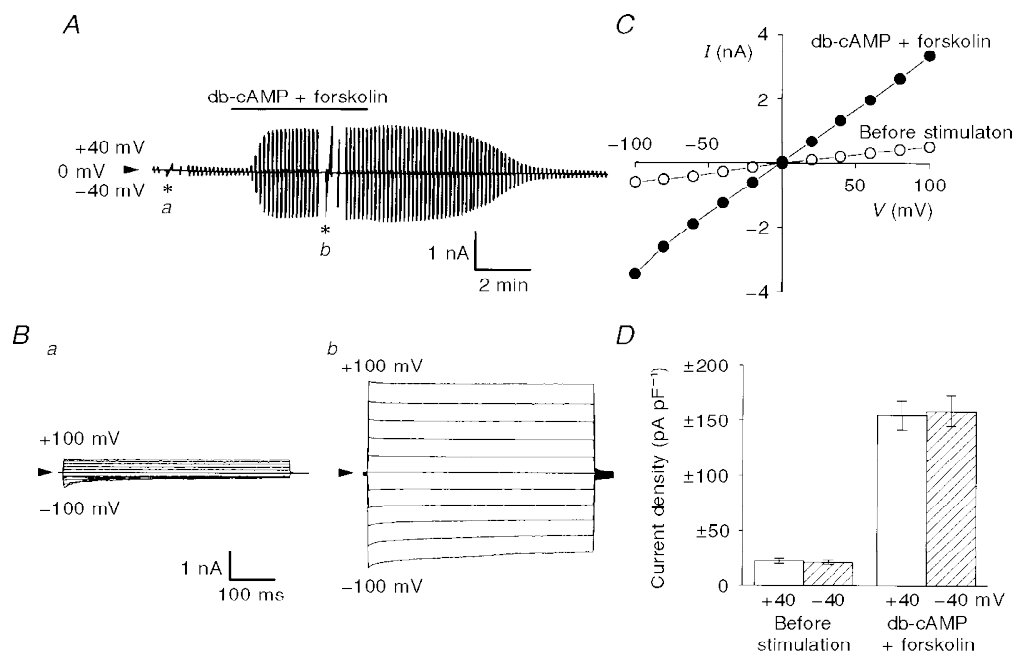 A
db-cAMP + forskolin
+40 mV
0 mV
−40 mV
*
a
*
b
1 nA
2 min
C
I (nA)
4
db-cAMP + forskolin
2
Before stimulaton
−100
−50
0
50
100
V (mV)
−2
−4
B
a
+100 mV
−100 mV
1 nA
100 ms
b
+100 mV
−100 mV
D
Current density (pA pF⁻¹)
±200
±150
±100
±50
0
+40 −40 +40 −40 mV
Before
stimulation
db-cAMP
+ forskolin